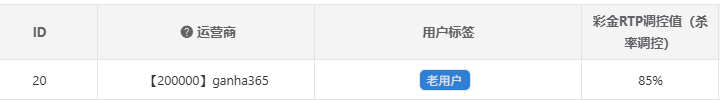 ID
运营商
用户标签
彩金RTP调控值（杀
率调控）
20
【200000】ganha365
老用户
85%